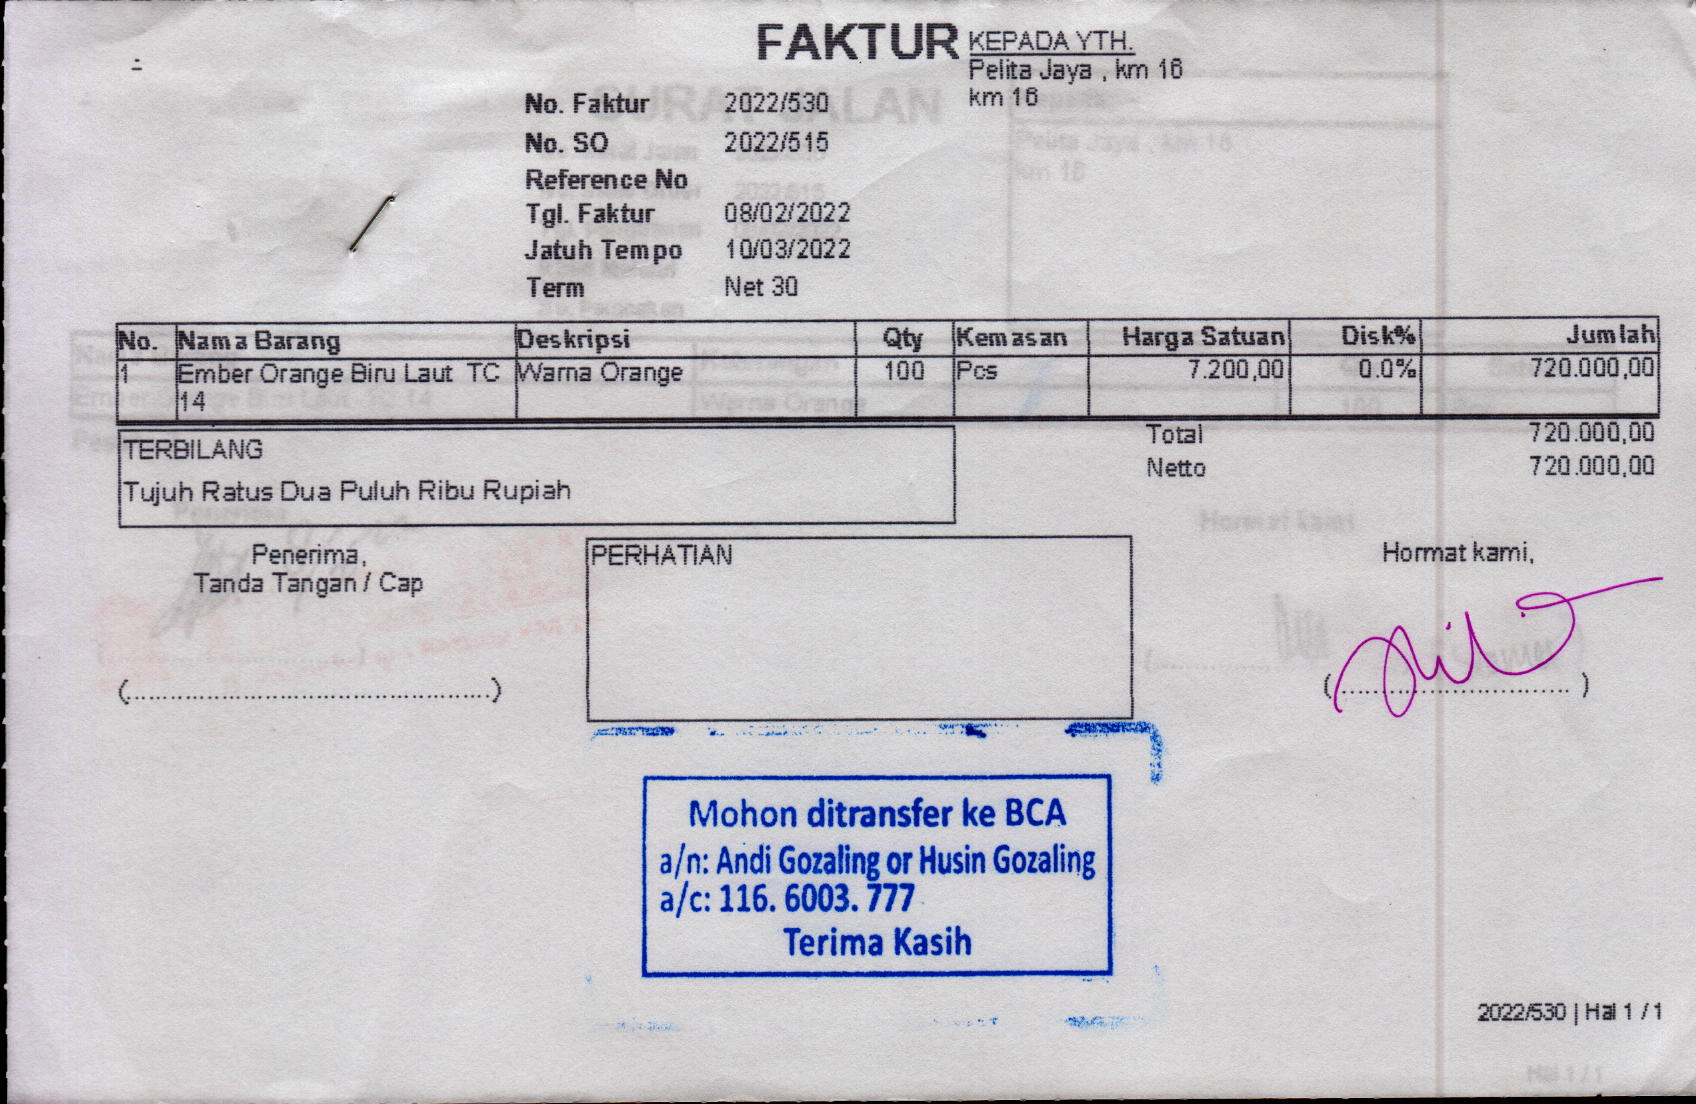 FAKTUR
KEPADA YTH.
Pelita Jaya , km 16
km 16
No. Faktur 2022/530
No. SO 2022/515
Reference No
Tgl. Faktur 08/02/2022
Jatuh Tempo 10/03/2022
Term Net 30
No. Nama Barang Deskripsi Qty Kemasan Harga Satuan Disk% Jumlah
1 Ember Orange Biru Laut TC Warna Orange 100 Pcs 7.200,00 0.0% 720.000,00
14
Total 720.000,00
Netto 720.000,00
TERBILANG
Tujuh Ratus Dua Puluh Ribu Rupiah
Penerima,
Tanda Tangan / Cap
(..............................................)
PERHATIAN
Hormat kami,
(..............................)
Mohon ditransfer ke BCA
a/n: Andi Gozaling or Husin Gozaling
a/c: 116. 6003. 777
Terima Kasih
2022/530 | Hal 1 / 1